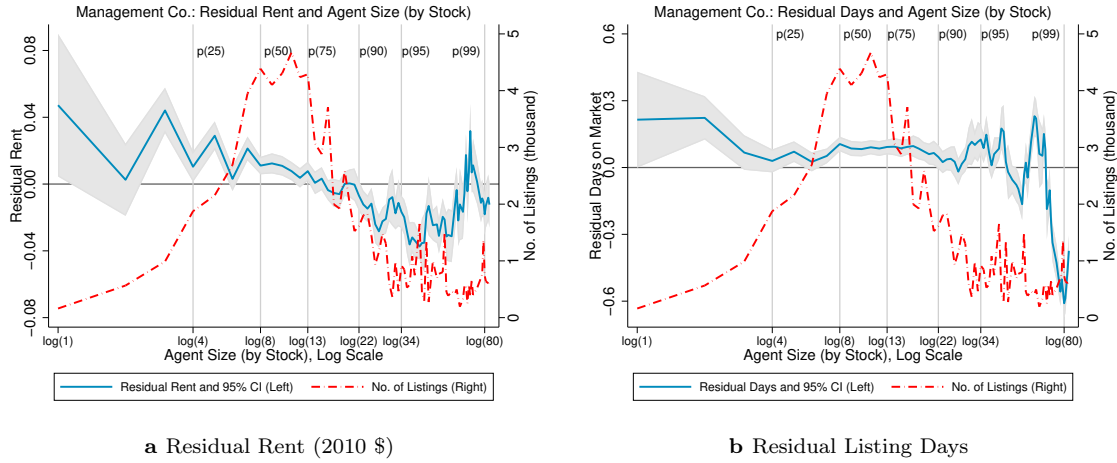 Management Co.: Residual Rent and Agent Size (by Stock)
p(25) p(50) p(75) p(90) p(95) p(99)
Residual Rent
0.08
0.04
0.00
−0.04
−0.08
No. of Listings (thousand)
5
4
3
2
1
0
log(1) log(4) log(8) log(13) log(22) log(34) log(80)
Agent Size (by Stock), Log Scale
Residual Rent and 95% CI (Left) No. of Listings (Right)
a Residual Rent (2010 $)
Management Co.: Residual Days and Agent Size (by Stock)
p(25) p(50) p(75) p(90) p(95) p(99)
Residual Days on Market
0.6
0.3
0.0
−0.3
−0.6
No. of Listings (thousand)
5
4
3
2
1
0
log(1) log(4) log(8) log(13) log(22) log(34) log(80)
Agent Size (by Stock), Log Scale
Residual Days and 95% CI (Left) No. of Listings (Right)
b Residual Listing Days